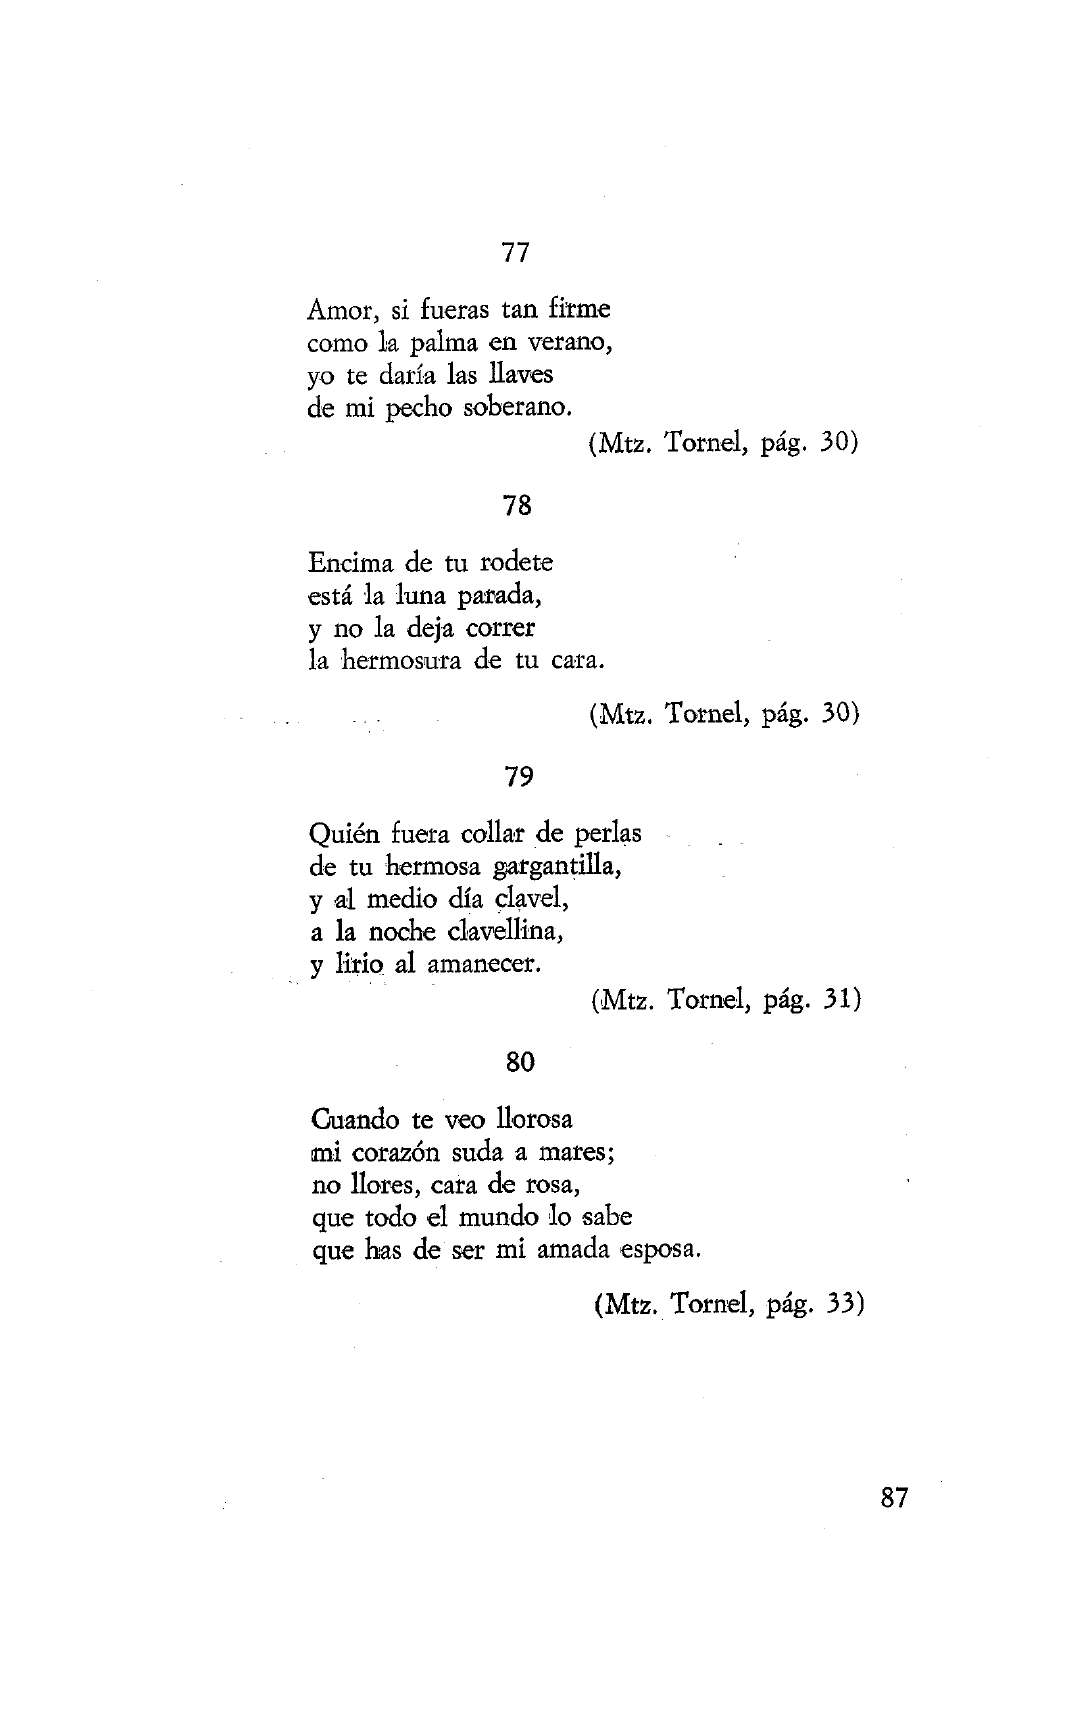 77
Amor, si fueras tan firme
como la palma en verano,
yo te daría las llaves
de mi pecho soberano.
(Mtz. Tornel, pág. 30)
78
Encima de tu rodete
está la luna parada,
y no la deja correr
la hermosura de tu cara.
(Mtz. Tornel, pág. 30)
79
Quién fuera collar de perlas
de tu hermosa gargantilla,
y al medio día clavel,
a la noche clavellina,
y lirio al amanecer.
(Mtz. Tornel, pág. 31)
80
Cuando te veo llorosa
mi corazón suda a mares;
no llores, cara de rosa,
que todo el mundo lo sabe
que has de ser mi amada esposa.
(Mtz. Tornel, pág. 33)
87